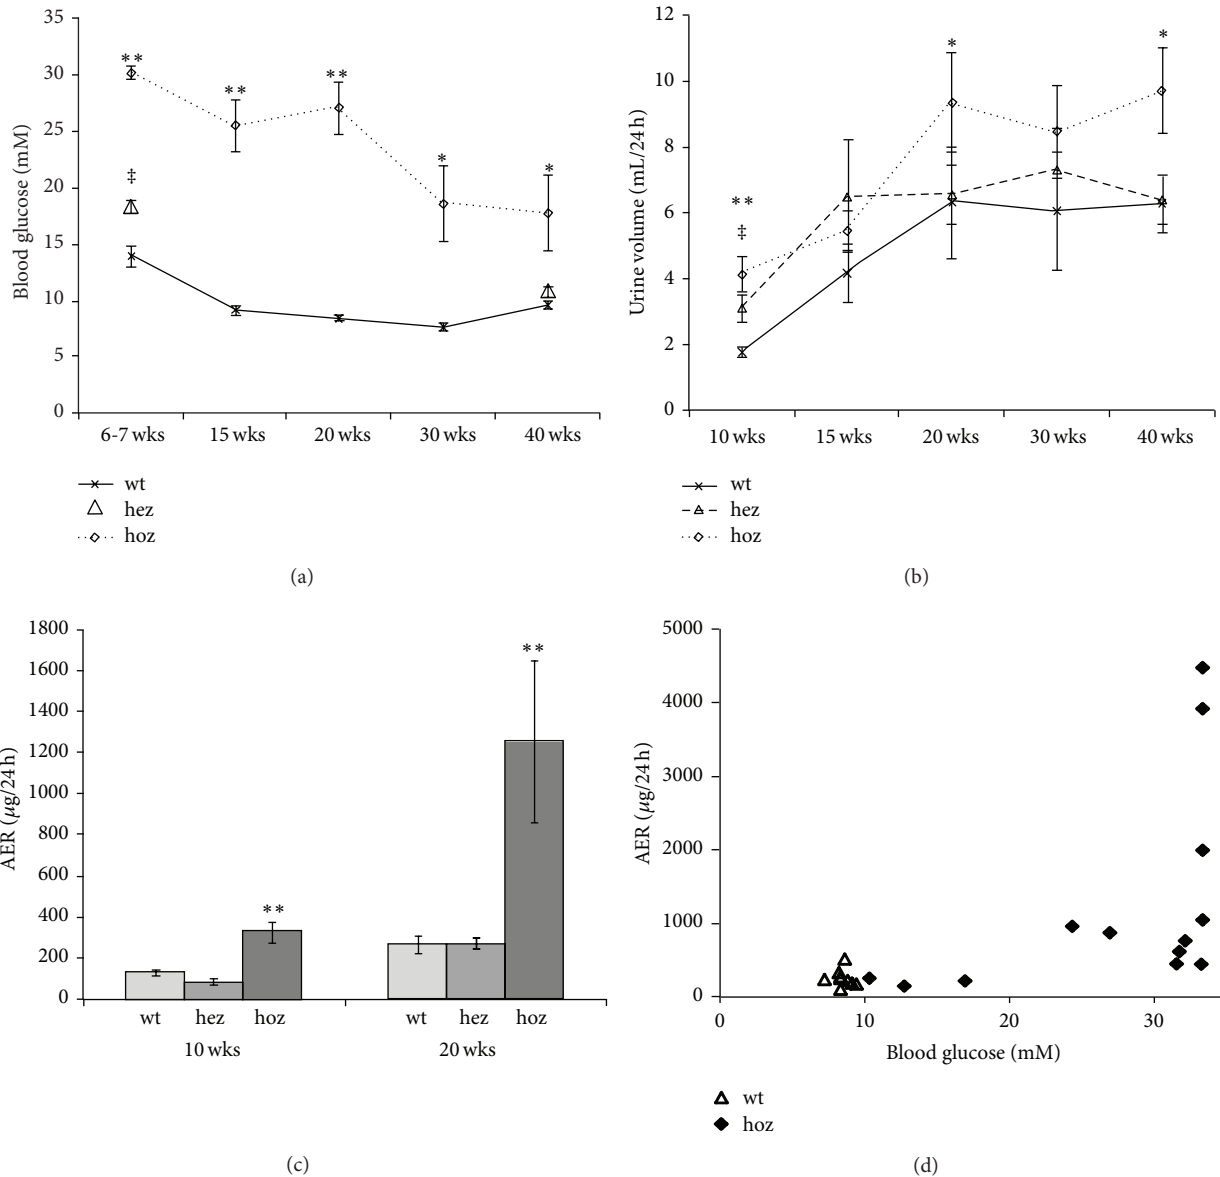 35
30
25
20
15
10
5
0
Blood glucose (mM)
**
**
**
*
*
‡
6-7 wks 15 wks 20 wks 30 wks 40 wks
wt
hez
hoz
(a)
12
10
8
6
4
2
0
Urine volume (mL/24 h)
**
‡
*
*
10 wks 15 wks 20 wks 30 wks 40 wks
wt
hez
hoz
(b)
1800
1600
1400
1200
1000
800
600
400
200
0
AER (μg/24 h)
**
**
wt hez hoz wt hez hoz
10 wks 20 wks
(c)
5000
4000
3000
2000
1000
0
AER (μg/24 h)
0 10 20 30
Blood glucose (mM)
wt
hoz
(d)